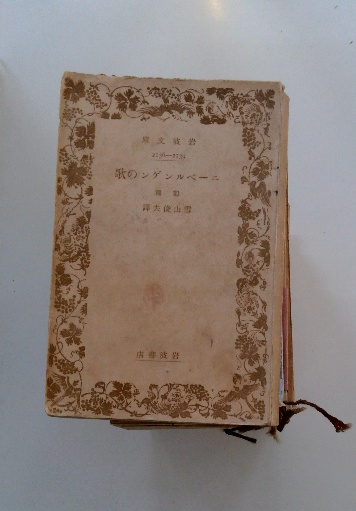 岩波文庫
ニーベルンゲンの歌
雪山俊夫譯
岩波書店